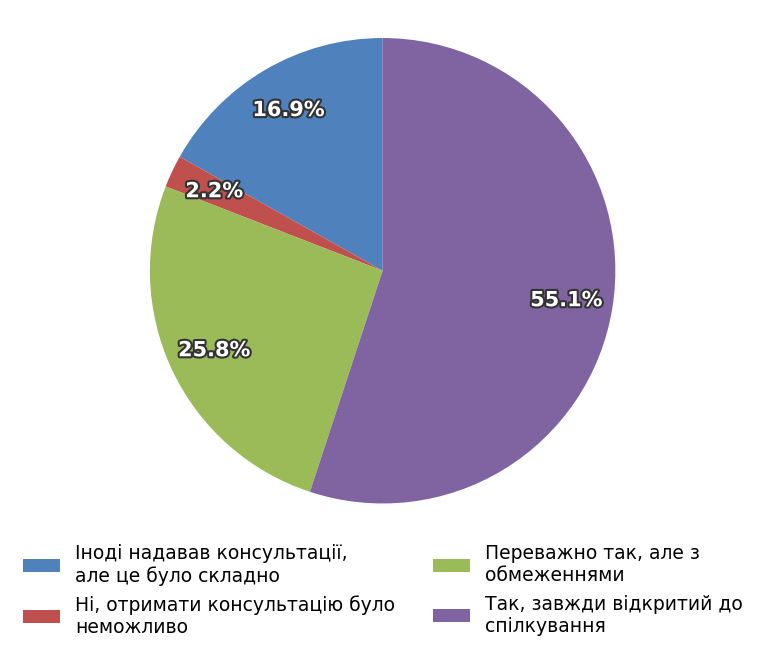 16.9%
2.2%
55.1%
25.8%
Іноді надавав консультації,
але це було складно
Ні, отримати консультацію було
неможливо
Переважно так, але з
обмеженнями
Так, завжди відкритий до
спілкування